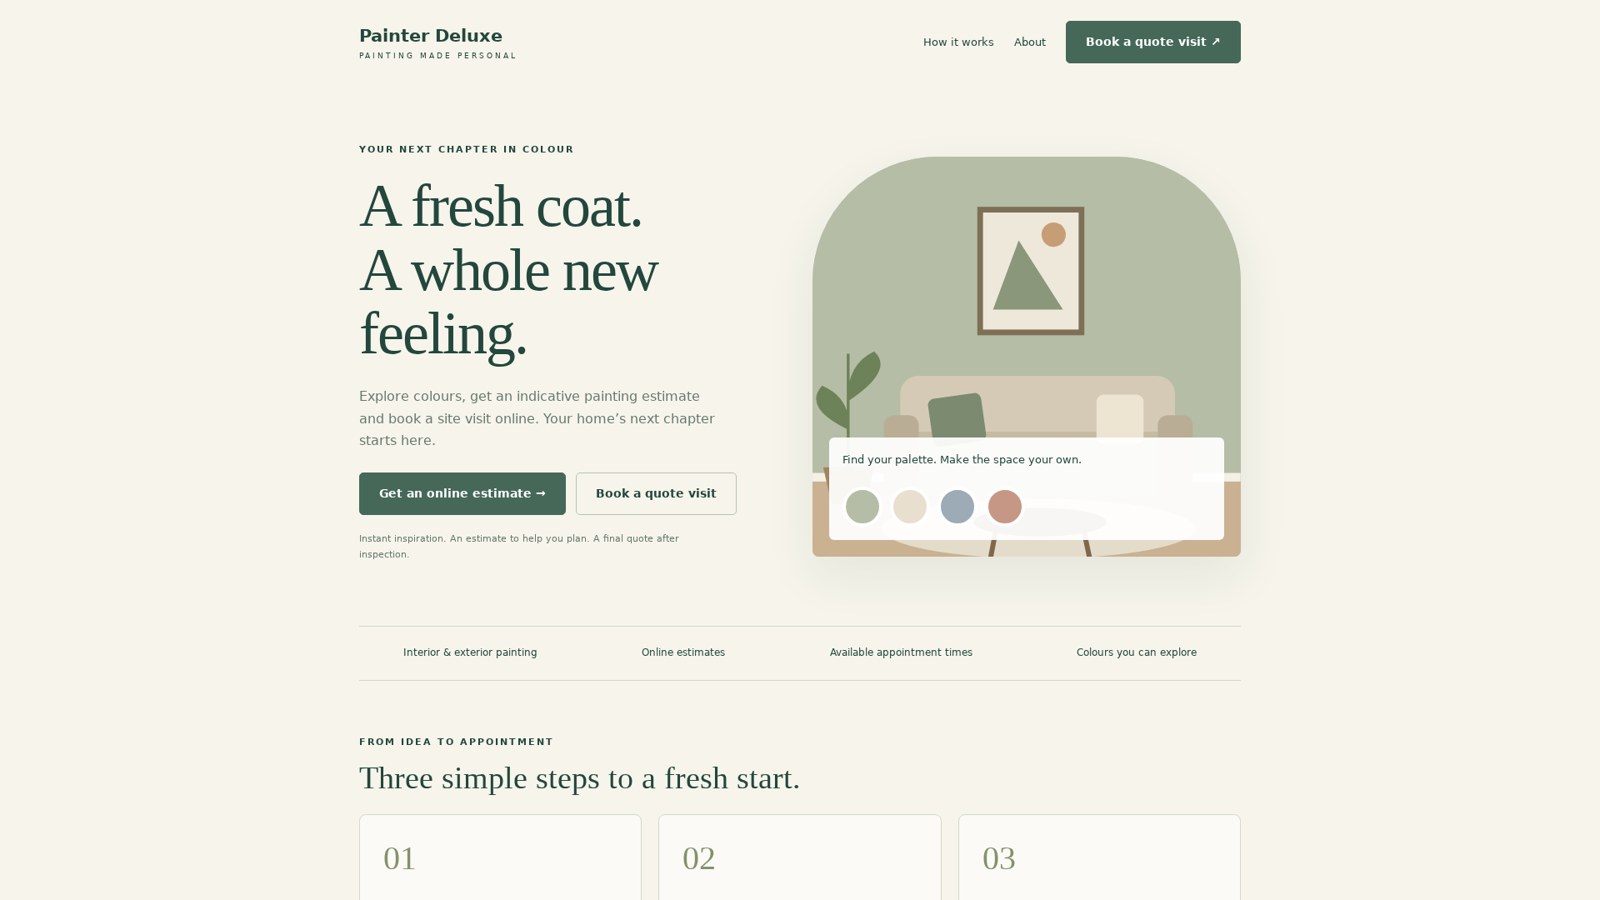 Painter Deluxe
PAINTING MADE PERSONAL
How it works
About
Book a quote visit ↗
YOUR NEXT CHAPTER IN COLOUR
A fresh coat.
A whole new
feeling.
Explore colours, get an indicative painting estimate
and book a site visit online. Your home’s next chapter
starts here.
Get an online estimate →
Book a quote visit
Instant inspiration. An estimate to help you plan. A final quote after
inspection.
Find your palette. Make the space your own.
Interior & exterior painting
Online estimates
Available appointment times
Colours you can explore
FROM IDEA TO APPOINTMENT
Three simple steps to a fresh start.
01
02
03